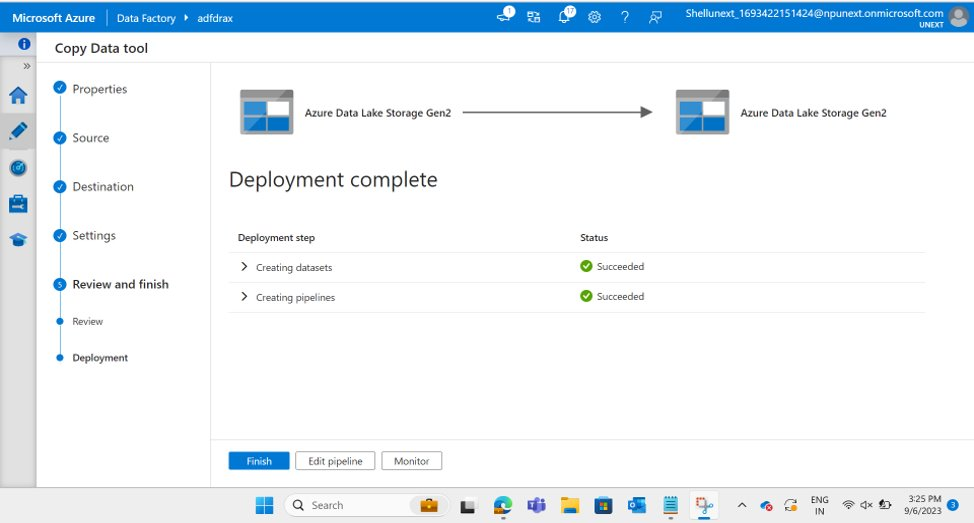 Microsoft Azure
Data Factory
adfdrax
1
17
Shellunext_1693422151424@npunext.onmicrosoft.com
UNEXT
Copy Data tool
Properties
Source
Destination
Settings
5
Review and finish
Review
Deployment
Azure Data Lake Storage Gen2
Azure Data Lake Storage Gen2
Deployment complete
Deployment step
Status
Creating datasets
Succeeded
Creating pipelines
Succeeded
Finish
Edit pipeline
Monitor
Search
ENG
IN
3:25 PM
9/6/2023
3